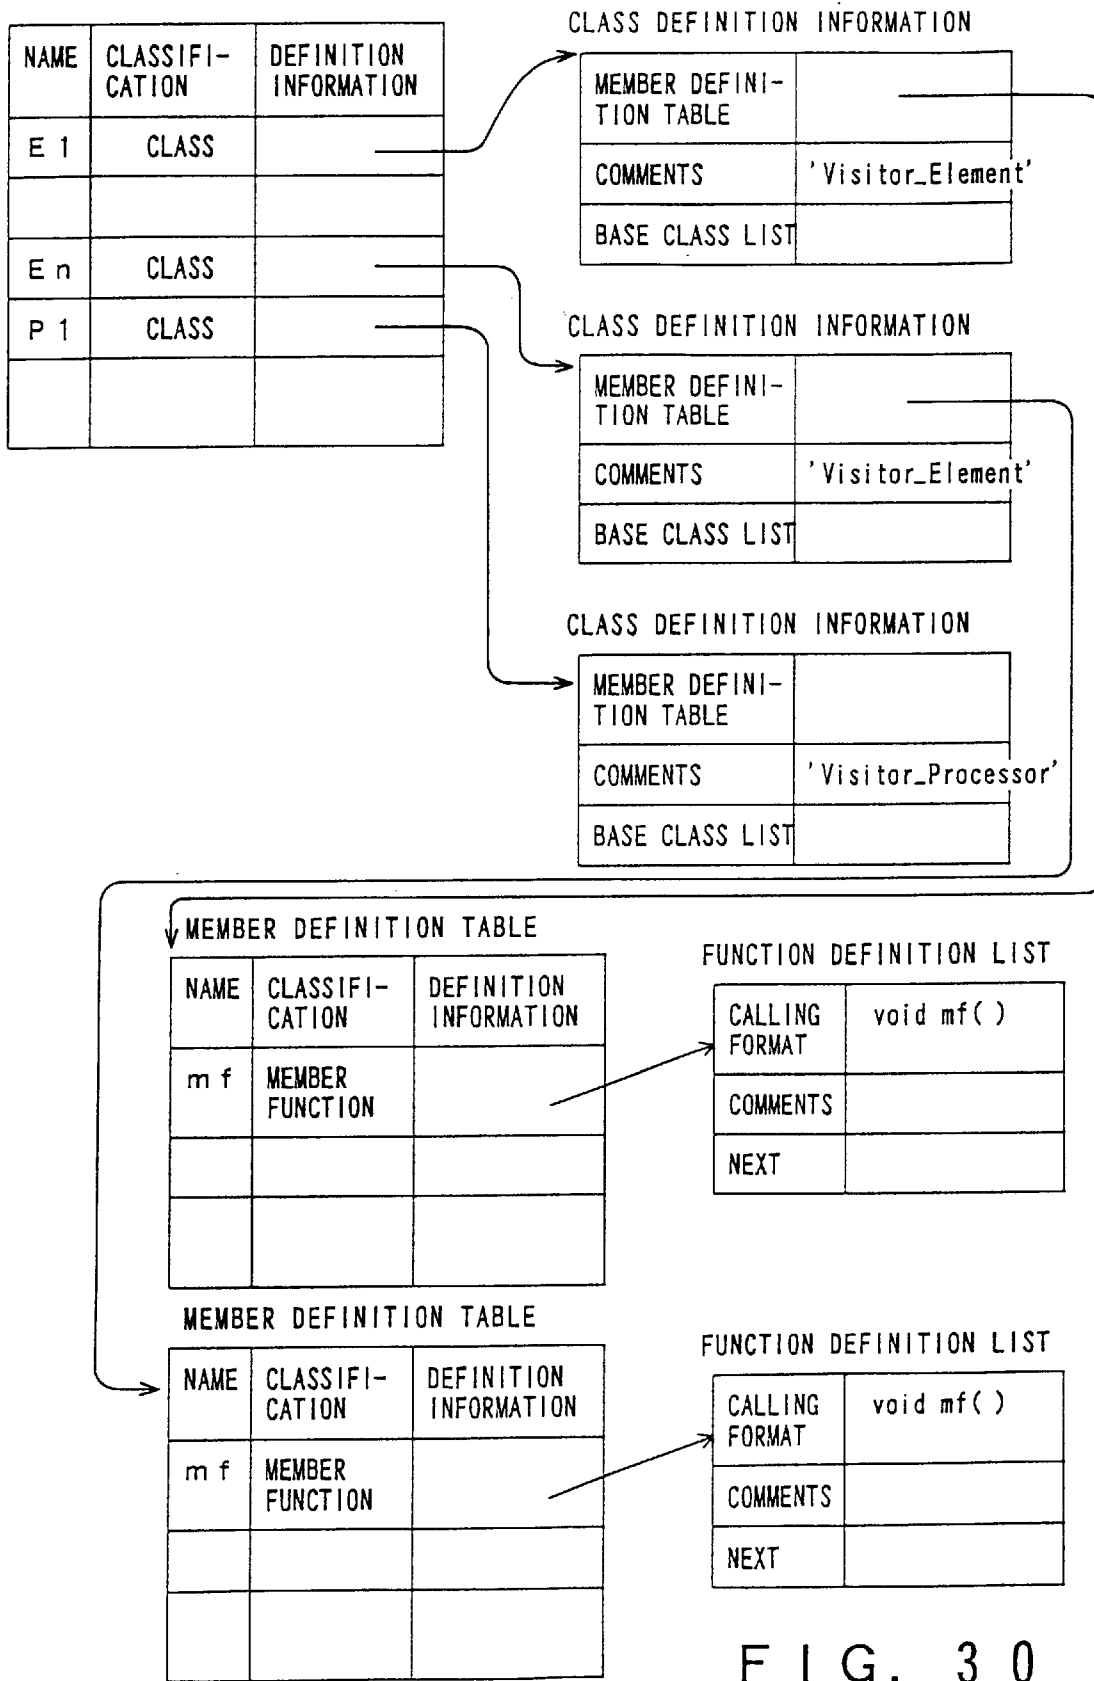 NAME CLASSIFI- DEFINITION
CATION INFORMATION
E 1 CLASS
E n CLASS
P 1 CLASS
CLASS DEFINITION INFORMATION
MEMBER DEFINI-
TION TABLE
COMMENTS 'Visitor_Element'
BASE CLASS LIST
CLASS DEFINITION INFORMATION
MEMBER DEFINI-
TION TABLE
COMMENTS 'Visitor_Element'
BASE CLASS LIST
CLASS DEFINITION INFORMATION
MEMBER DEFINI-
TION TABLE
COMMENTS 'Visitor_Processor'
BASE CLASS LIST
MEMBER DEFINITION TABLE
NAME CLASSIFI- DEFINITION
CATION INFORMATION
mf MEMBER
FUNCTION
FUNCTION DEFINITION LIST
CALLING void mf( )
FORMAT
COMMENTS
NEXT
MEMBER DEFINITION TABLE
NAME CLASSIFI- DEFINITION
CATION INFORMATION
mf MEMBER
FUNCTION
FUNCTION DEFINITION LIST
CALLING void mf( )
FORMAT
COMMENTS
NEXT
FIG. 30